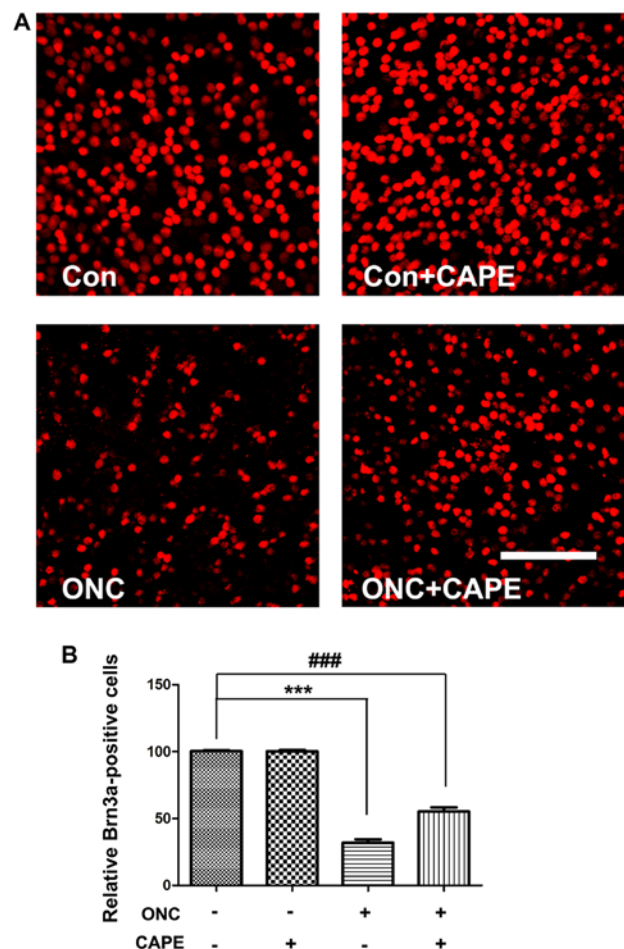 A
Con
Con+CAPE
ONC
ONC+CAPE
B
Relative Brn3a-positive cells
150
100
50
0
###
***
ONC - - + +
CAPE - + - +